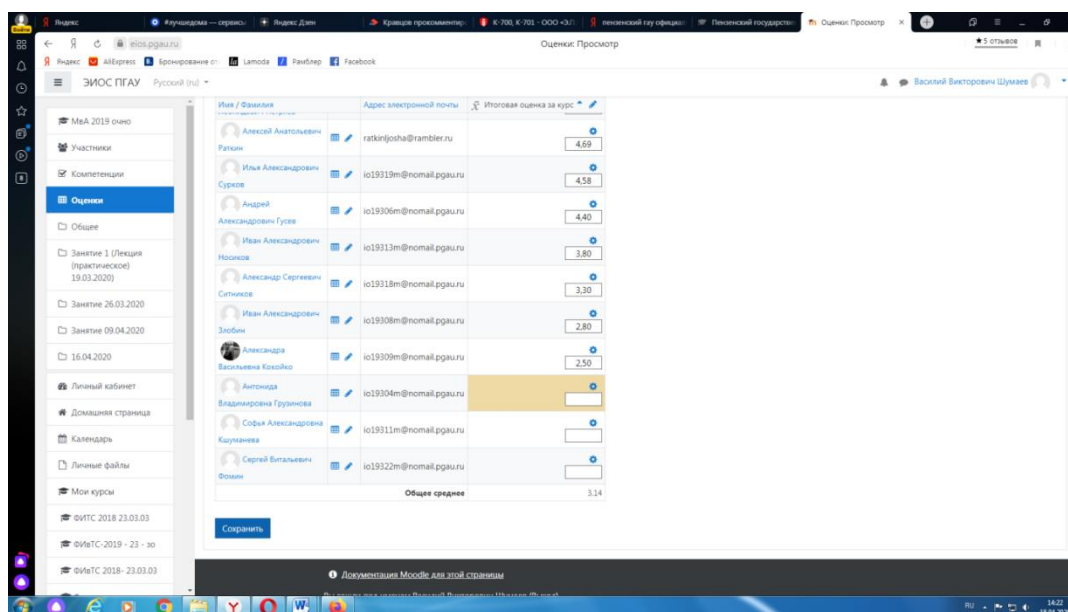 Яндекс
#лучшедома — сервисы
Яндекс Дзен
Кравцов прокомментиро
К-700, К-701 - ООО «ЗЛ
пензенский гау официал
Пензенский государстве
Оценки: Просмотр
Войти
eios.pgau.ru
Оценки: Просмотр
★ 5 отзывов
Яндекс
AliExpress
Бронирование от
Lamoda
Рамблер
Facebook
ЭИОС ПГАУ
Русский (ru)
Василий Викторович Шумаев
МвА 2019 очно
Участники
Компетенции
Оценки
Общее
Занятие 1 (Лекция
(практическое)
19.03.2020)
Занятие 26.03.2020
Занятие 09.04.2020
16.04.2020
Личный кабинет
Домашняя страница
Календарь
Личные файлы
Мои курсы
ФИТС 2018 23.03.03
ФИвТС-2019 - 23 - зо
ФИвТС 2018- 23.03.03
Имя / Фамилия
Адрес электронной почты
Итоговая оценка за курс
Алексей Анатольевич
Раткин
ratkinljosha@rambler.ru
4,69
Илья Александрович
Сурков
io19319m@nomail.pgau.ru
4,58
Андрей
Александрович Гусев
io19306m@nomail.pgau.ru
4,40
Иван Александрович
Носиков
io19313m@nomail.pgau.ru
3,80
Александр Сергеевич
Ситников
io19318m@nomail.pgau.ru
3,30
Иван Александрович
Злобин
io19308m@nomail.pgau.ru
2,80
Александра
Васильевна Кокойко
io19309m@nomail.pgau.ru
2,50
Антонида
Владимировна Грузинова
io19304m@nomail.pgau.ru
Софья Александровна
Кшуманева
io19311m@nomail.pgau.ru
Сергей Витальевич
Фомин
io19322m@nomail.pgau.ru
Общее среднее
3,14
Сохранить
Документация Moodle для этой страницы
RU
14:22